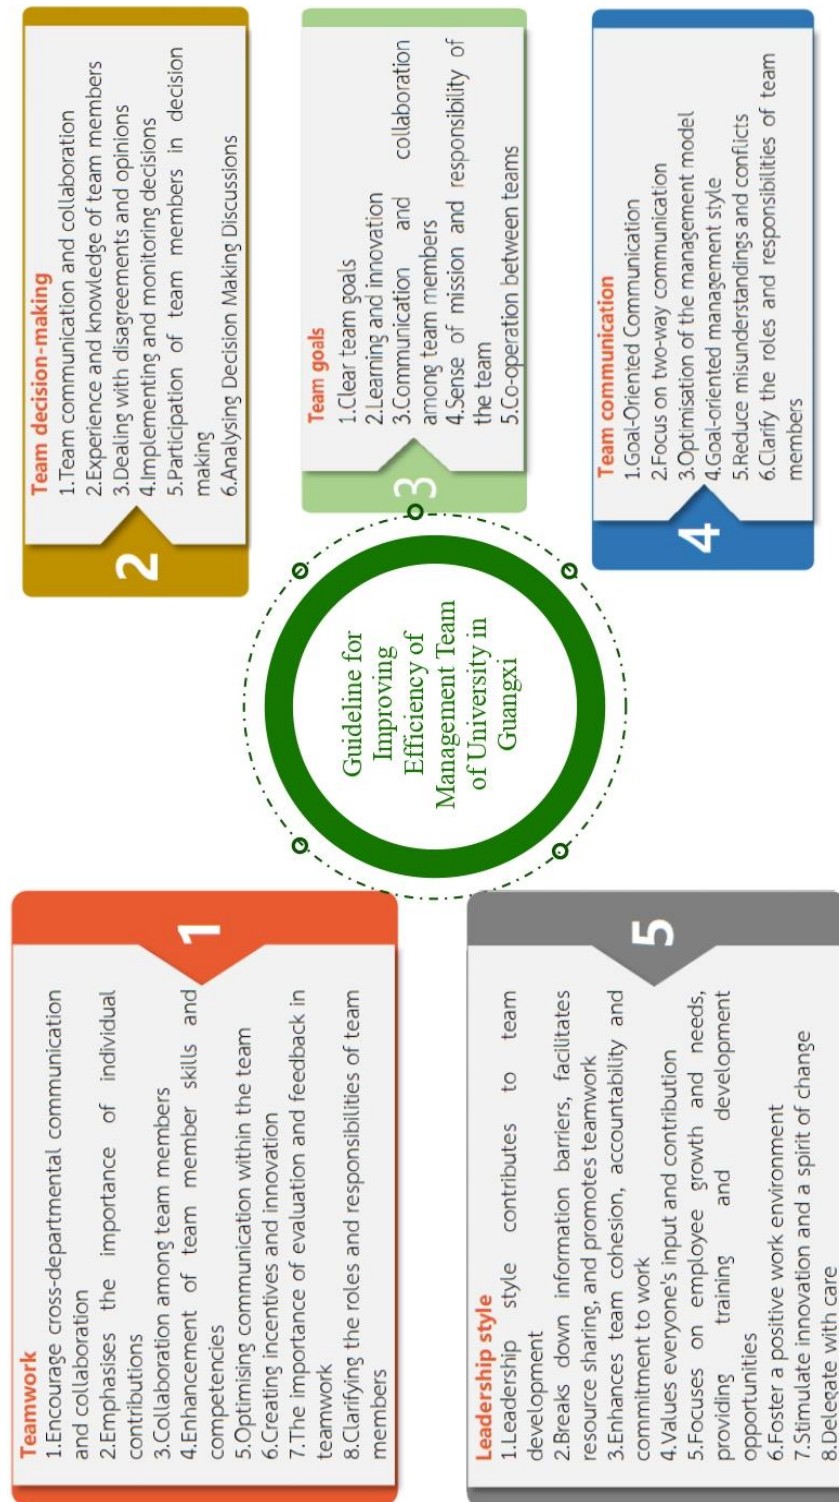 Teamwork
1.Encourage cross-departmental communication
and collaboration
2.Emphasises the importance of individual
contributions
3.Collaboration among team members
4.Enhancement of team member skills and
competencies
5.Optimising communication within the team
6.Creating incentives and innovation
7.The importance of evaluation and feedback in
teamwork
8.Clarifying the roles and responsibilities of team
members
1
Guideline for
Improving
Efficiency of
Management Team
of University in
Guangxi
2
Team decision-making
1.Team communication and collaboration
2.Experience and knowledge of team members
3.Dealing with disagreements and opinions
4.Implementing and monitoring decisions
5.Participation of team members in decision
making
6.Analysing Decision Making Discussions
3
Team goals
1.Clear team goals
2.Learning and innovation
3.Communication and collaboration
among team members
4.Sense of mission and responsibility of
the team
5.Co-operation between teams
4
Team communication
1.Goal-Oriented Communication
2.Focus on two-way communication
3.Optimisation of the management model
4.Goal-oriented management style
5.Reduce misunderstandings and conflicts
6.Clarify the roles and responsibilities of team
members
Leadership style
1.Leadership style contributes to team
development
2.Breaks down information barriers, facilitates
resource sharing, and promotes teamwork
3.Enhances team cohesion, accountability and
commitment to work
4.Values everyone's input and contribution
5.Focuses on employee growth and needs,
providing training and development
opportunities
6.Foster a positive work environment
7.Stimulate innovation and a spirit of change
8.Delegate with care
5